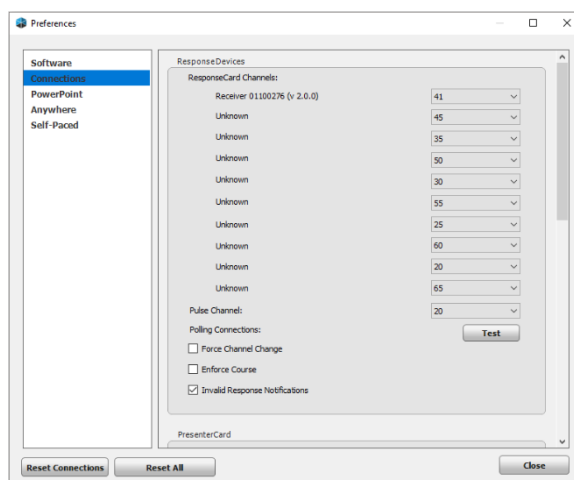 Preferences
Software
Connections
PowerPoint
Anywhere
Self-Paced
ResponseDevices
ResponseCard Channels:
Receiver 01100276 (v 2.0.0) 41
Unknown 45
Unknown 35
Unknown 50
Unknown 30
Unknown 55
Unknown 25
Unknown 60
Unknown 20
Unknown 65
Pulse Channel: 20
Polling Connections: Test
Force Channel Change
Enforce Course
Invalid Response Notifications
PresenterCard
Reset Connections Reset All Close